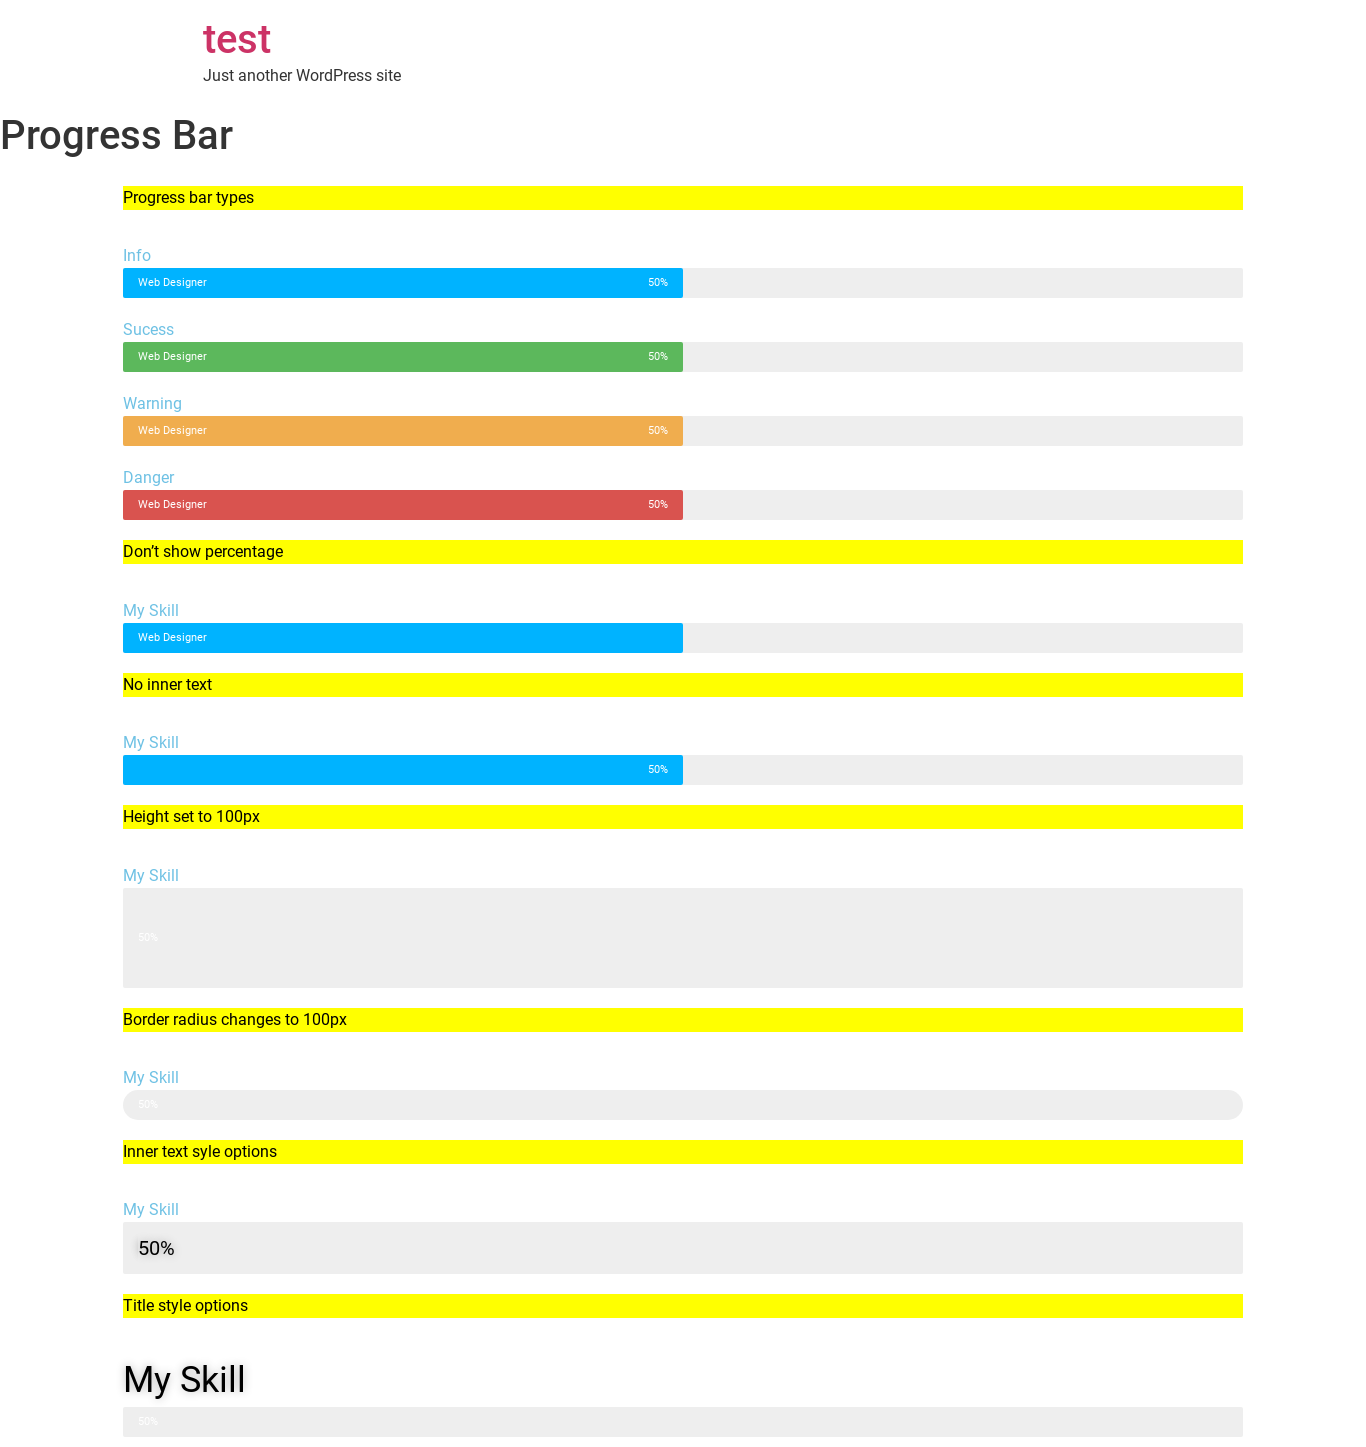 test
Just another WordPress site
Progress Bar
Progress bar types
Info
Web Designer 50%
Sucess
Web Designer 50%
Warning
Web Designer 50%
Danger
Web Designer 50%
Don’t show percentage
My Skill
Web Designer
No inner text
My Skill
50%
Height set to 100px
My Skill
50%
Border radius changes to 100px
My Skill
50%
Inner text syle options
My Skill
50%
Title style options
My Skill
50%